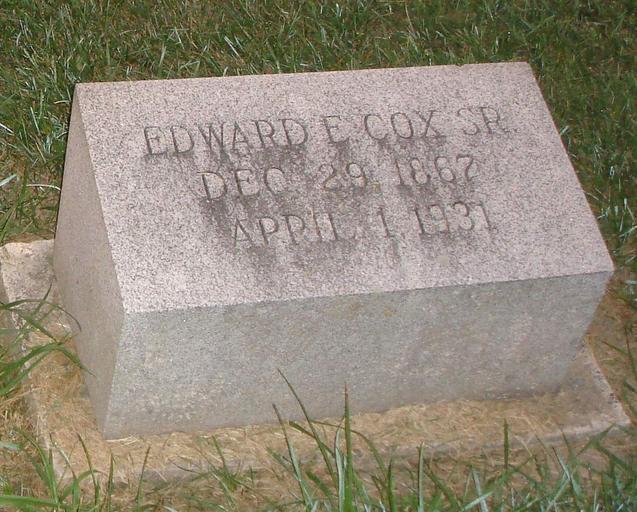 EDWARD E COX SR.
DEC 29, 1867
APRIL 1, 1931